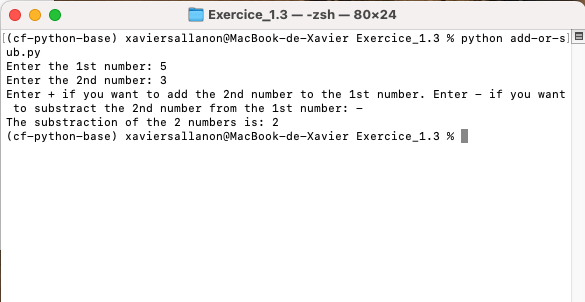 Exercice_1.3 — -zsh — 80×24
[(cf-python-base) xaviersallanon@MacBook-de-Xavier Exercice_1.3 % python add-or-s]
ub.py
Enter the 1st number: 5
Enter the 2nd number: 3
Enter + if you want to add the 2nd number to the 1st number. Enter - if you want
 to substract the 2nd number from the 1st number: -
The substraction of the 2 numbers is: 2
(cf-python-base) xaviersallanon@MacBook-de-Xavier Exercice_1.3 %